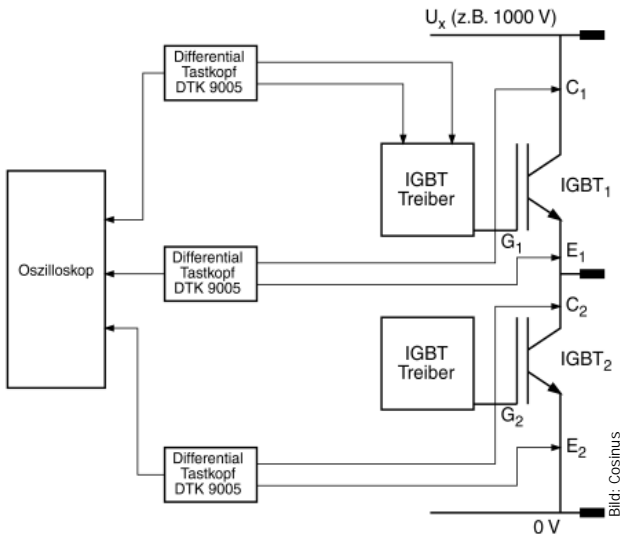 Ux (z.B. 1000 V)
Differential
Tastkopf
DTK 9005
C1
IGBT
Treiber
IGBT1
G1
Oszilloskop
Differential
Tastkopf
DTK 9005
E1
C2
IGBT
Treiber
IGBT2
G2
Differential
Tastkopf
DTK 9005
E2
0 V
Bild: Cosinus